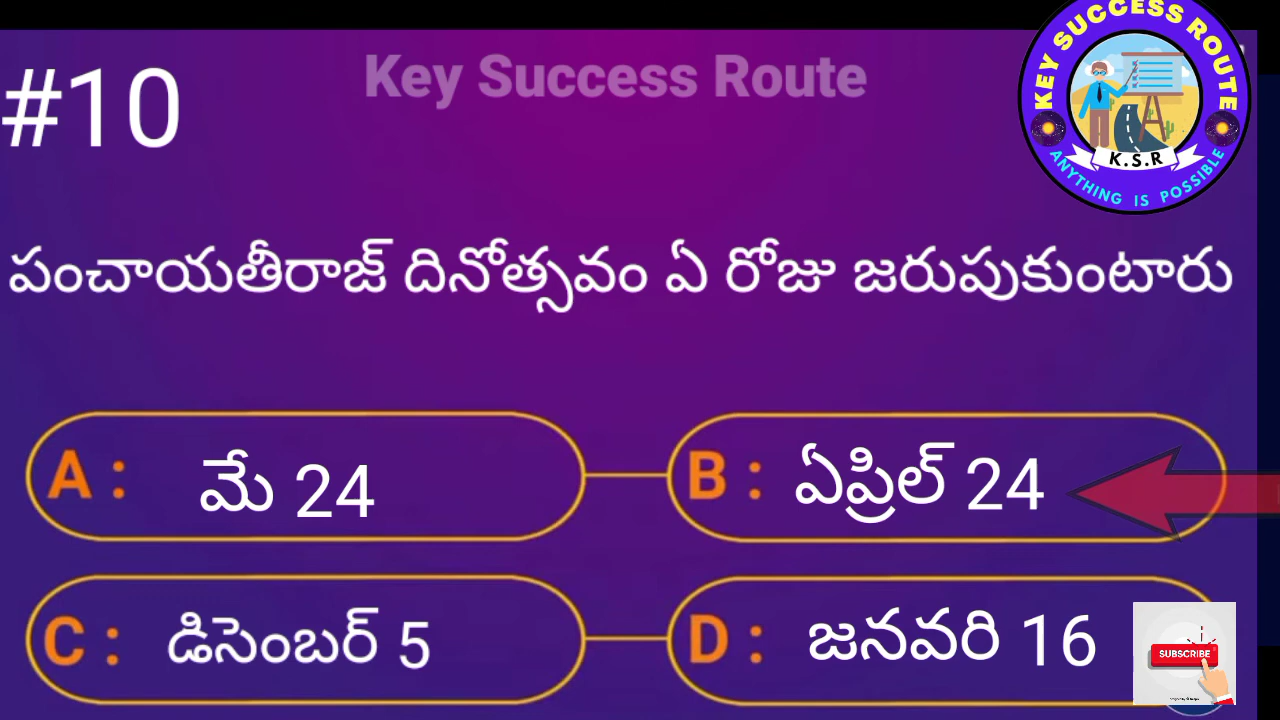 KEY SUCCESS ROUTE
Key Success Route
#10
K.S.R
ANYTHING IS POSSIBLE
పంచాయతీరాజ్ దినోత్సవం ఏ రోజు జరుపుకుంటారు
A : మే 24
B : ఏప్రిల్ 24
C : డిసెంబర్ 5
D : జనవరి 16
SUBSCRIBE